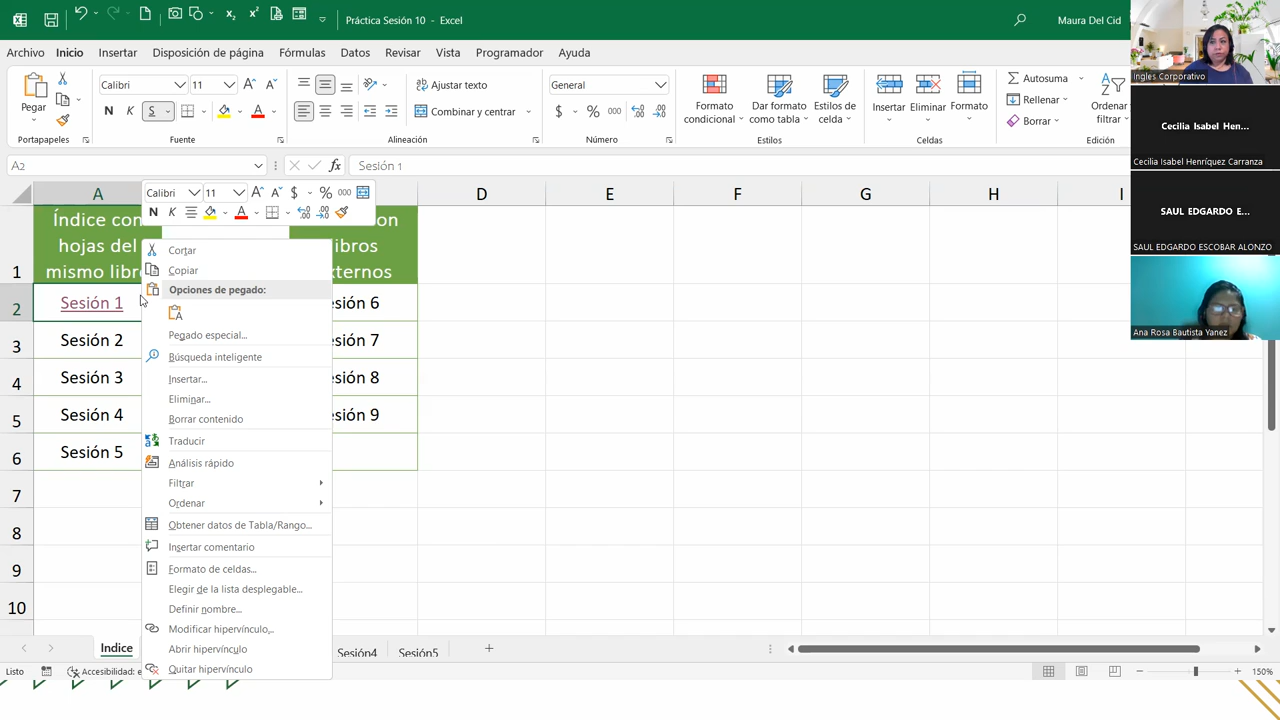 Práctica Sesión 10 - Excel
Maura Del Cid
Archivo Inicio Insertar Disposición de página Fórmulas Datos Revisar Vista Programador Ayuda
Pegar
Portapapeles
Calibri 11
N K S
Fuente
Ajustar texto
Combinar y centrar
Alineación
General
$ % 000
Número
Formato condicional
Dar formato como tabla
Estilos de celda
Estilos
Insertar
Eliminar
Formato
Celdas
Autosuma
Rellenar
Borrar
Ordenar
filtrar
Edición
A2
fx
Sesión 1
Calibri 11 $ % 000
N K
A D E F G H I
Índice con
hojas del
mismo libro
on
ibros
xternos
1
2
3
4
5
6
7
8
9
10
Sesión 1
Sesión 2
Sesión 3
Sesión 4
Sesión 5
esión 6
esión 7
esión 8
esión 9
Cortar
Copiar
Opciones de pegado:
Pegado especial...
Búsqueda inteligente
Insertar...
Eliminar...
Borrar contenido
Traducir
Análisis rápido
Filtrar
Ordenar
Obtener datos de Tabla/Rango...
Insertar comentario
Formato de celdas...
Elegir de la lista desplegable...
Definir nombre...
Modificar hipervínculo...
Abrir hipervínculo
Quitar hipervínculo
Indice
Sesión4
Sesión5
Listo
Accesibilidad: e
150%
Ingles Corporativo
Cecilia Isabel Hen...
Cecilia Isabel Henríquez Carranza
SAUL EDGARDO E...
SAUL EDGARDO ESCOBAR ALONZO
Ana Rosa Bautista Yanez